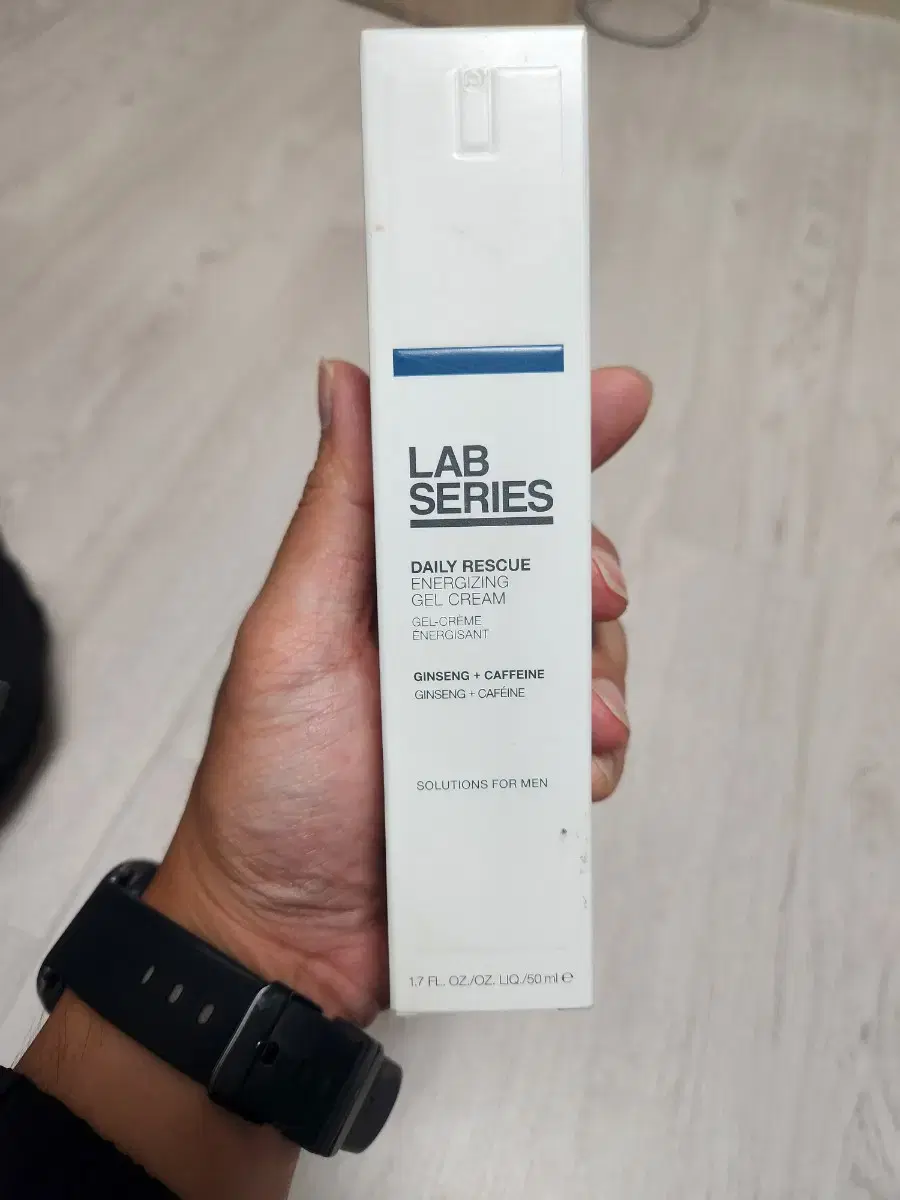 LAB
SERIES
DAILY RESCUE
ENERGIZING
GEL CREAM
GEL-CRÈME
ÉNERGISANT
GINSENG + CAFFEINE
GINSENG + CAFÉINE
SOLUTIONS FOR MEN
1.7 FL. OZ./OZ. LIQ./50 ml ℮